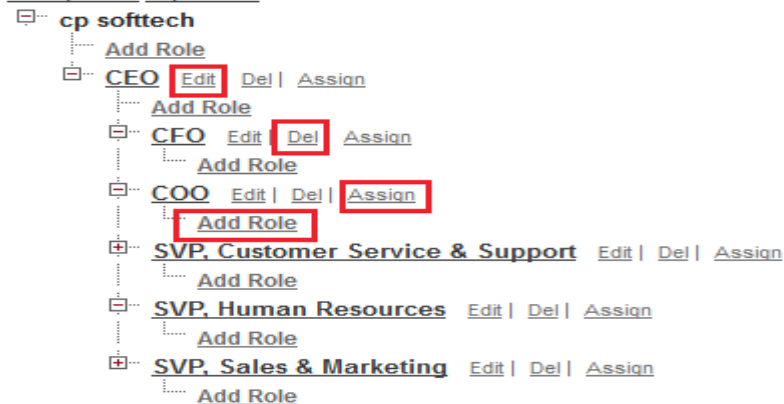 cp softtech
Add Role
CEO Edit Del| Assign
Add Role
CFO Edit| Del Assign
Add Role
COO Edit| Del| Assign
Add Role
SVP, Customer Service & Support Edit| Del| Assign
Add Role
SVP, Human Resources Edit| Del| Assign
Add Role
SVP, Sales & Marketing Edit| Del| Assign
Add Role